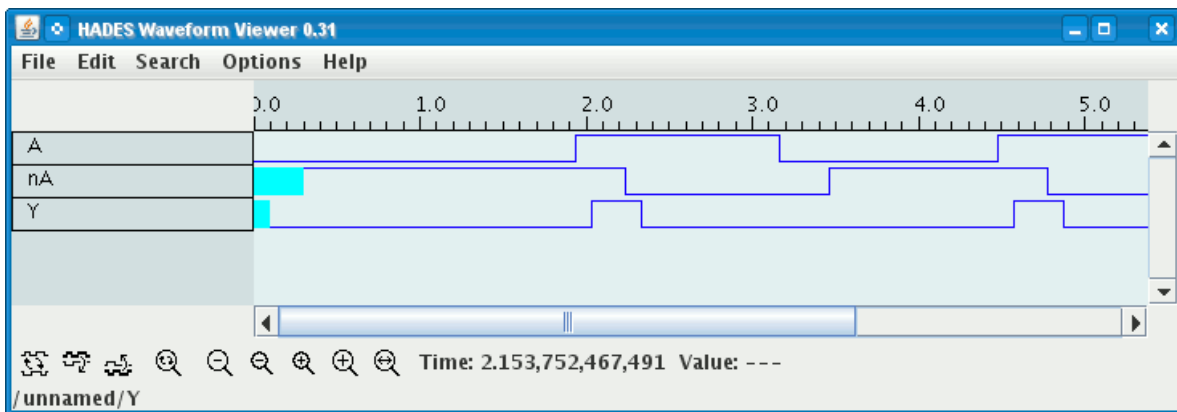 HADES Waveform Viewer 0.31
File Edit Search Options Help
0.0 1.0 2.0 3.0 4.0 5.0
A
nA
Y
Time: 2.153,752,467,491 Value: ---
/unnamed/Y